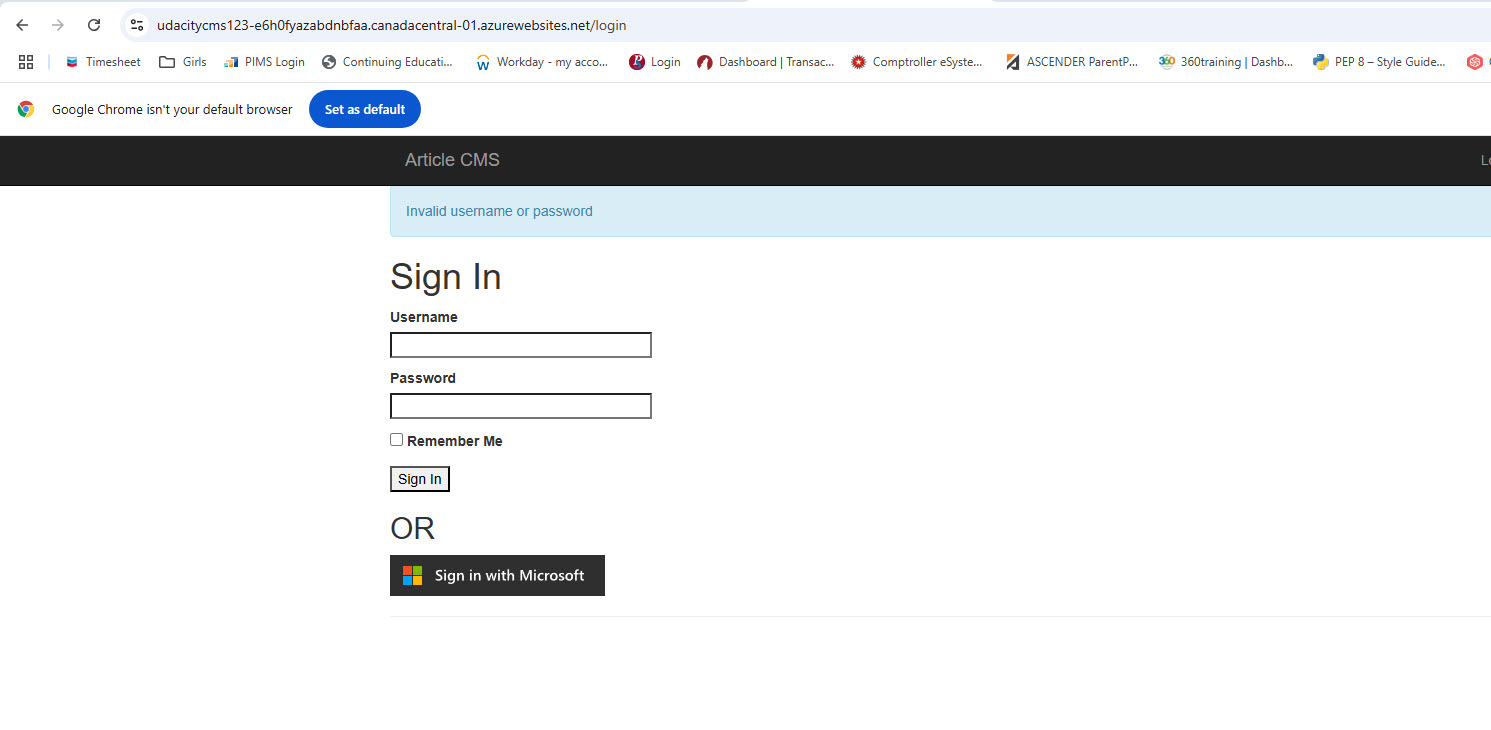 udacitycms123-e6h0fyazabdnbfaa.canadacentral-01.azurewebsites.net/login
Timesheet Girls PIMS Login Continuing Educati... Workday - my acco... Login Dashboard | Transac... Comptroller eSyste... ASCENDER ParentP... 360 360training | Dashb... PEP 8 – Style Guide...
Google Chrome isn't your default browser Set as default
Article CMS
Invalid username or password
Sign In
Username
Password
Remember Me
Sign In
OR
Sign in with Microsoft